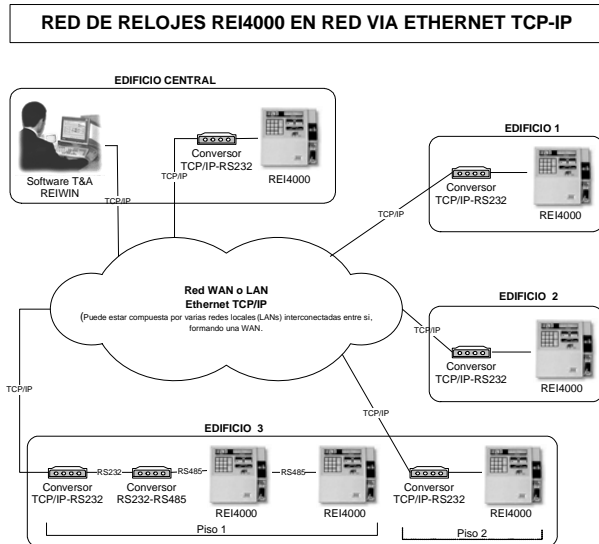 RED DE RELOJES REI4000 EN RED VIA ETHERNET TCP-IP
EDIFICIO CENTRAL
Software T&A
REIWIN
Conversor
TCP/IP-RS232
REI4000
TCP/IP
TCP/IP
EDIFICIO 1
Conversor
TCP/IP-RS232
REI4000
TCP/IP
Red WAN o LAN
Ethernet TCP/IP
(Puede estar compuesta por varias redes locales (LANs) interconectadas entre si,
formando una WAN.
EDIFICIO 2
TCP/IP
Conversor
TCP/IP-RS232
REI4000
TCP/IP
TCP/IP
EDIFICIO 3
Conversor
TCP/IP-RS232
RS232
Conversor
RS232-RS485
RS485
REI4000
RS485
REI4000
Piso 1
Conversor
TCP/IP-RS232
REI4000
Piso 2